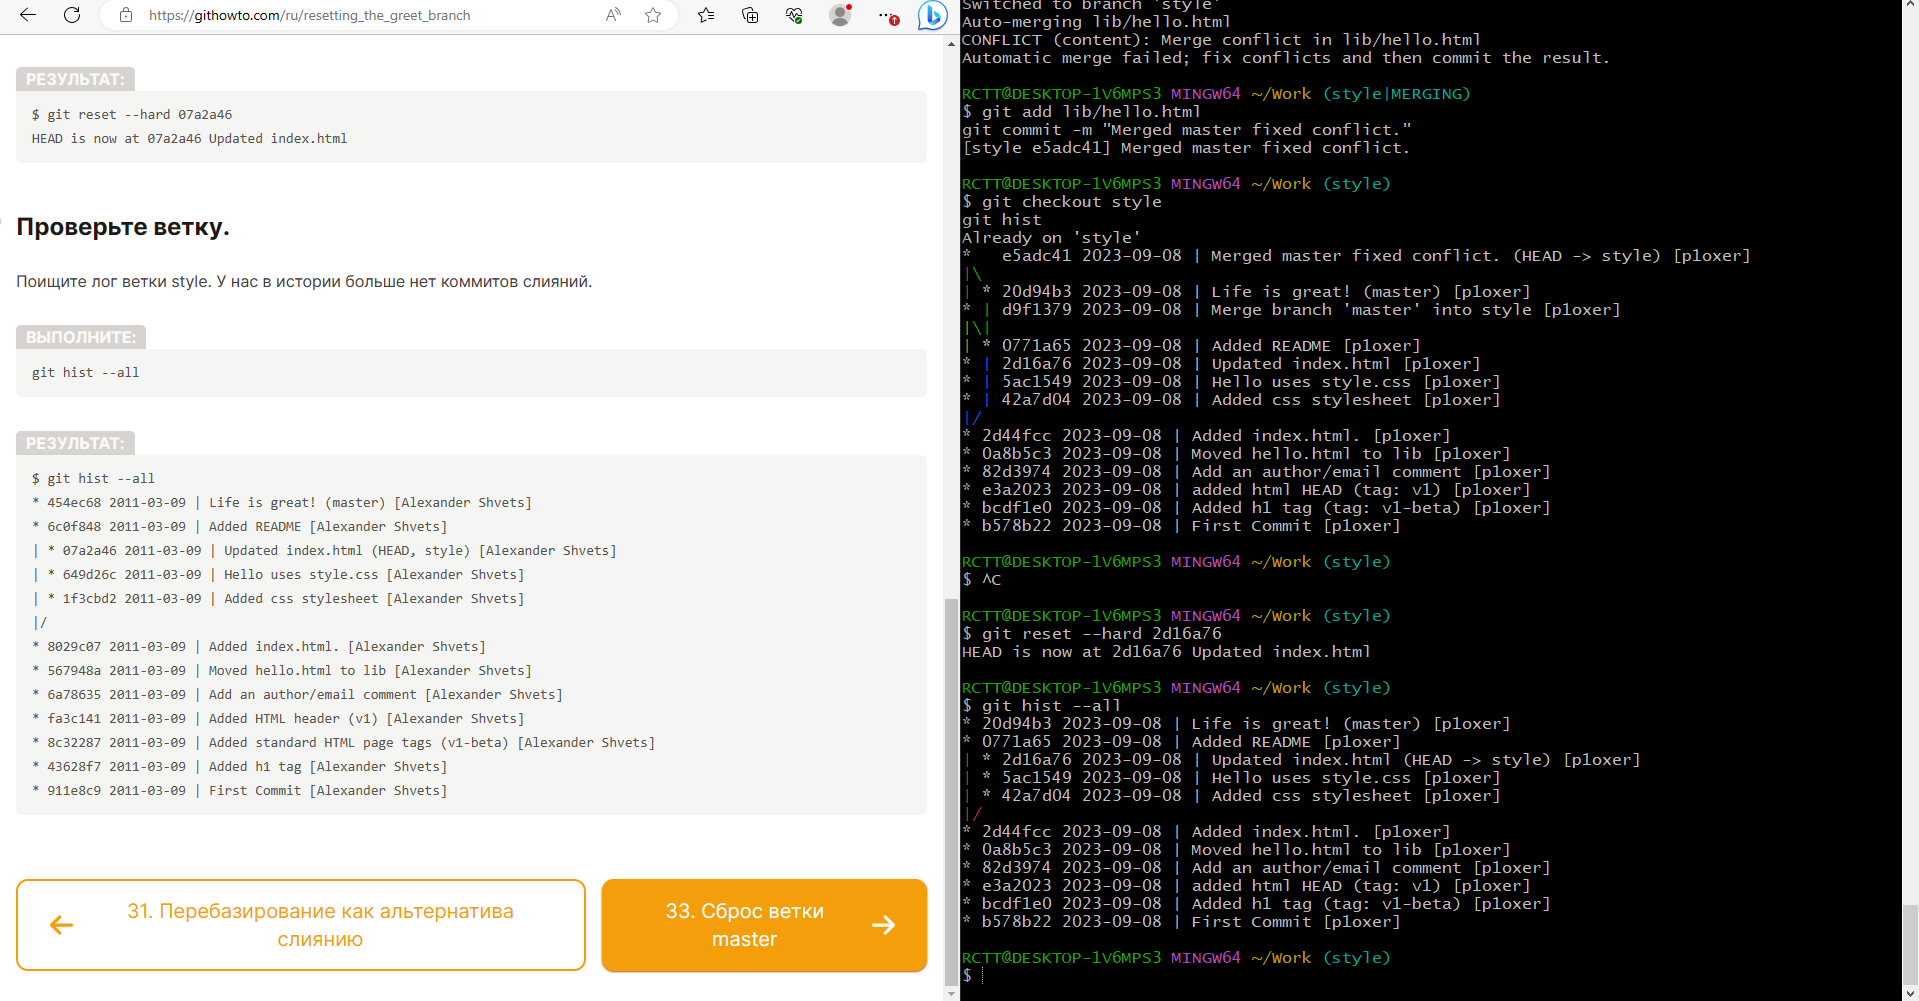 https://githowto.com/ru/resetting_the_greet_branch
РЕЗУЛЬТАТ:
$ git reset --hard 07a2a46
HEAD is now at 07a2a46 Updated index.html
Проверьте ветку.
Поищите лог ветки style. У нас в истории больше нет коммитов слияний.
ВЫПОЛНИТЕ:
git hist --all
РЕЗУЛЬТАТ:
$ git hist --all
* 454ec68 2011-03-09 | Life is great! (master) [Alexander Shvets]
* 6c0f848 2011-03-09 | Added README [Alexander Shvets]
| * 07a2a46 2011-03-09 | Updated index.html (HEAD, style) [Alexander Shvets]
| * 649d26c 2011-03-09 | Hello uses style.css [Alexander Shvets]
| * 1f3cbd2 2011-03-09 | Added css stylesheet [Alexander Shvets]
|/
* 8029c07 2011-03-09 | Added index.html. [Alexander Shvets]
* 567948a 2011-03-09 | Moved hello.html to lib [Alexander Shvets]
* 6a78635 2011-03-09 | Add an author/email comment [Alexander Shvets]
* fa3c141 2011-03-09 | Added HTML header (v1) [Alexander Shvets]
* 8c32287 2011-03-09 | Added standard HTML page tags (v1-beta) [Alexander Shvets]
* 43628f7 2011-03-09 | Added h1 tag [Alexander Shvets]
* 911e8c9 2011-03-09 | First Commit [Alexander Shvets]
31. Перебазирование как альтернатива
слиянию
33. Сброс ветки
master
Switched to branch 'style'
Auto-merging lib/hello.html
CONFLICT (content): Merge conflict in lib/hello.html
Automatic merge failed; fix conflicts and then commit the result.
RCTT@DESKTOP-1V6MPS3 MINGW64 ~/Work (style|MERGING)
$ git add lib/hello.html
git commit -m "Merged master fixed conflict."
[style e5adc41] Merged master fixed conflict.
RCTT@DESKTOP-1V6MPS3 MINGW64 ~/Work (style)
$ git checkout style
git hist
Already on 'style'
*   e5adc41 2023-09-08 | Merged master fixed conflict. (HEAD -> style) [p1oxer]
|\
| * 20d94b3 2023-09-08 | Life is great! (master) [p1oxer]
* | d9f1379 2023-09-08 | Merge branch 'master' into style [p1oxer]
|\|
| * 0771a65 2023-09-08 | Added README [p1oxer]
* | 2d16a76 2023-09-08 | Updated index.html [p1oxer]
* | 5ac1549 2023-09-08 | Hello uses style.css [p1oxer]
* | 42a7d04 2023-09-08 | Added css stylesheet [p1oxer]
|/
* 2d44fcc 2023-09-08 | Added index.html. [p1oxer]
* 0a8b5c3 2023-09-08 | Moved hello.html to lib [p1oxer]
* 82d3974 2023-09-08 | Add an author/email comment [p1oxer]
* e3a2023 2023-09-08 | added html HEAD (tag: v1) [p1oxer]
* bcdf1e0 2023-09-08 | Added h1 tag (tag: v1-beta) [p1oxer]
* b578b22 2023-09-08 | First Commit [p1oxer]
RCTT@DESKTOP-1V6MPS3 MINGW64 ~/Work (style)
$ ^C
RCTT@DESKTOP-1V6MPS3 MINGW64 ~/Work (style)
$ git reset --hard 2d16a76
HEAD is now at 2d16a76 Updated index.html
RCTT@DESKTOP-1V6MPS3 MINGW64 ~/Work (style)
$ git hist --all
* 20d94b3 2023-09-08 | Life is great! (master) [p1oxer]
* 0771a65 2023-09-08 | Added README [p1oxer]
| * 2d16a76 2023-09-08 | Updated index.html (HEAD -> style) [p1oxer]
| * 5ac1549 2023-09-08 | Hello uses style.css [p1oxer]
| * 42a7d04 2023-09-08 | Added css stylesheet [p1oxer]
|/
* 2d44fcc 2023-09-08 | Added index.html. [p1oxer]
* 0a8b5c3 2023-09-08 | Moved hello.html to lib [p1oxer]
* 82d3974 2023-09-08 | Add an author/email comment [p1oxer]
* e3a2023 2023-09-08 | added html HEAD (tag: v1) [p1oxer]
* bcdf1e0 2023-09-08 | Added h1 tag (tag: v1-beta) [p1oxer]
* b578b22 2023-09-08 | First Commit [p1oxer]
RCTT@DESKTOP-1V6MPS3 MINGW64 ~/Work (style)
$